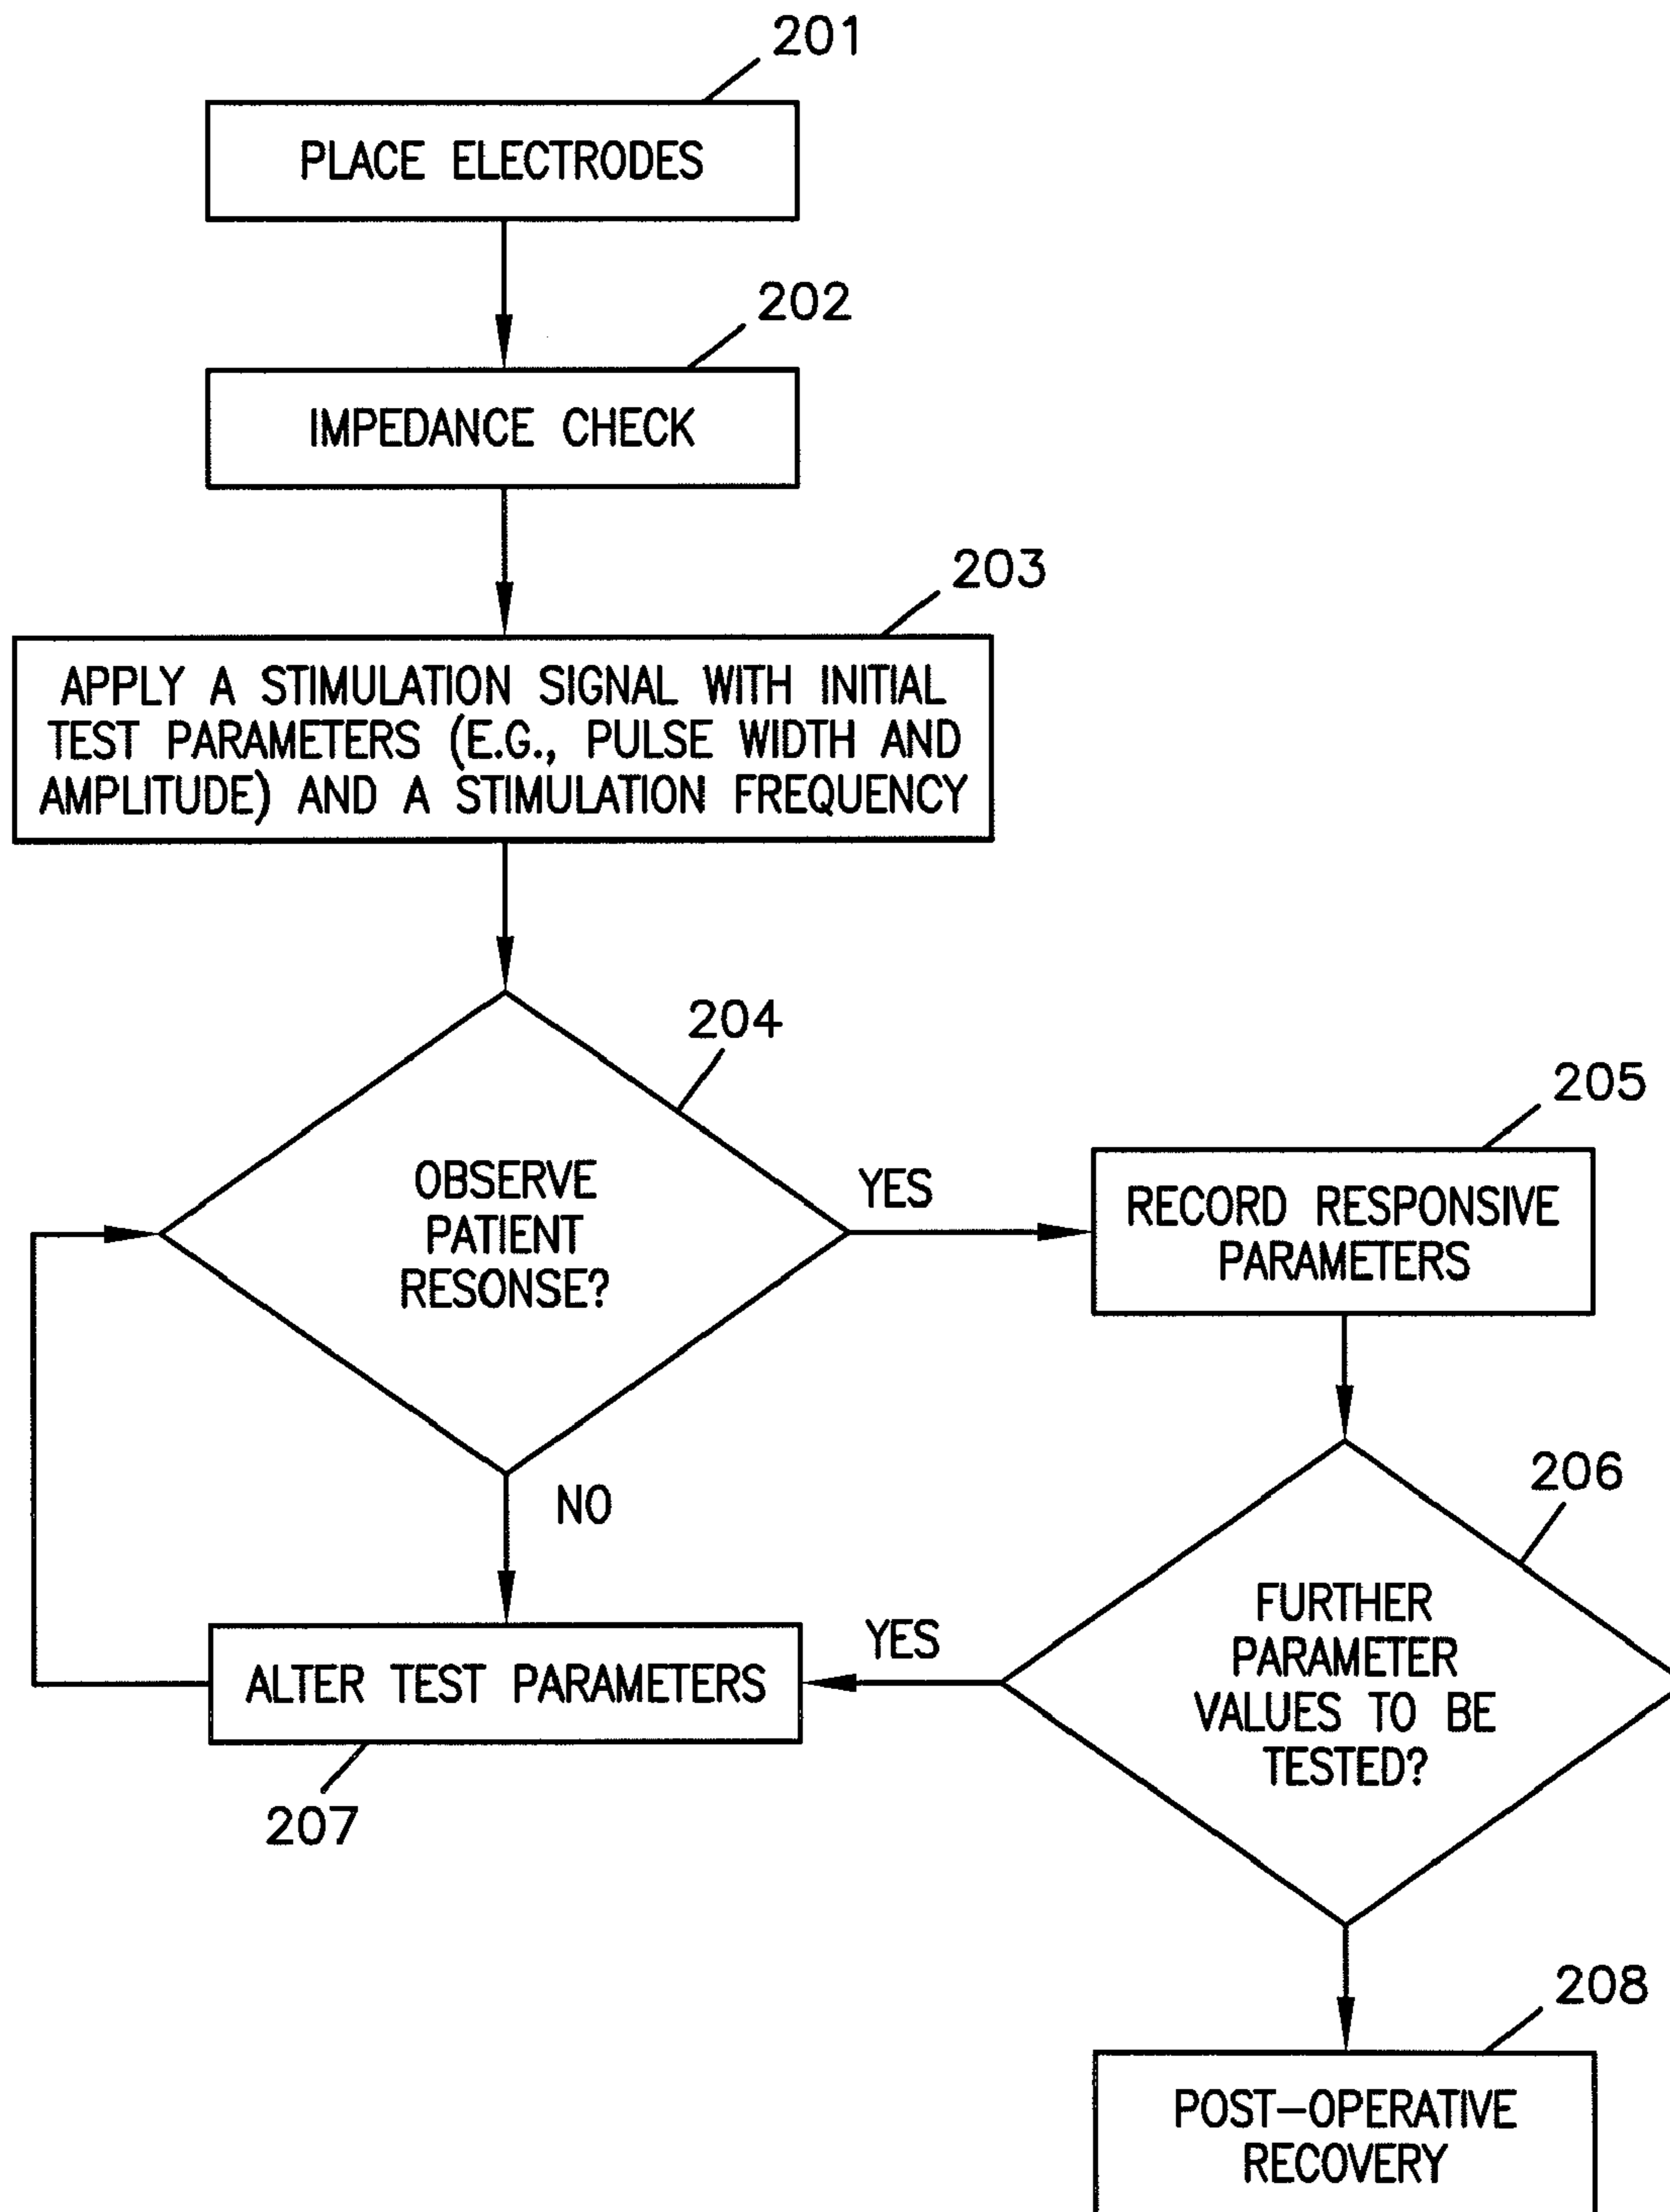 201
PLACE ELECTRODES
202
IMPEDANCE CHECK
203
APPLY A STIMULATION SIGNAL WITH INITIAL
TEST PARAMETERS (E.G., PULSE WIDTH AND
AMPLITUDE) AND A STIMULATION FREQUENCY
204
OBSERVE
PATIENT
RESONSE?
YES
205
RECORD RESPONSIVE
PARAMETERS
NO
206
FURTHER
PARAMETER
VALUES TO BE
TESTED?
YES
ALTER TEST PARAMETERS
207
208
POST-OPERATIVE
RECOVERY